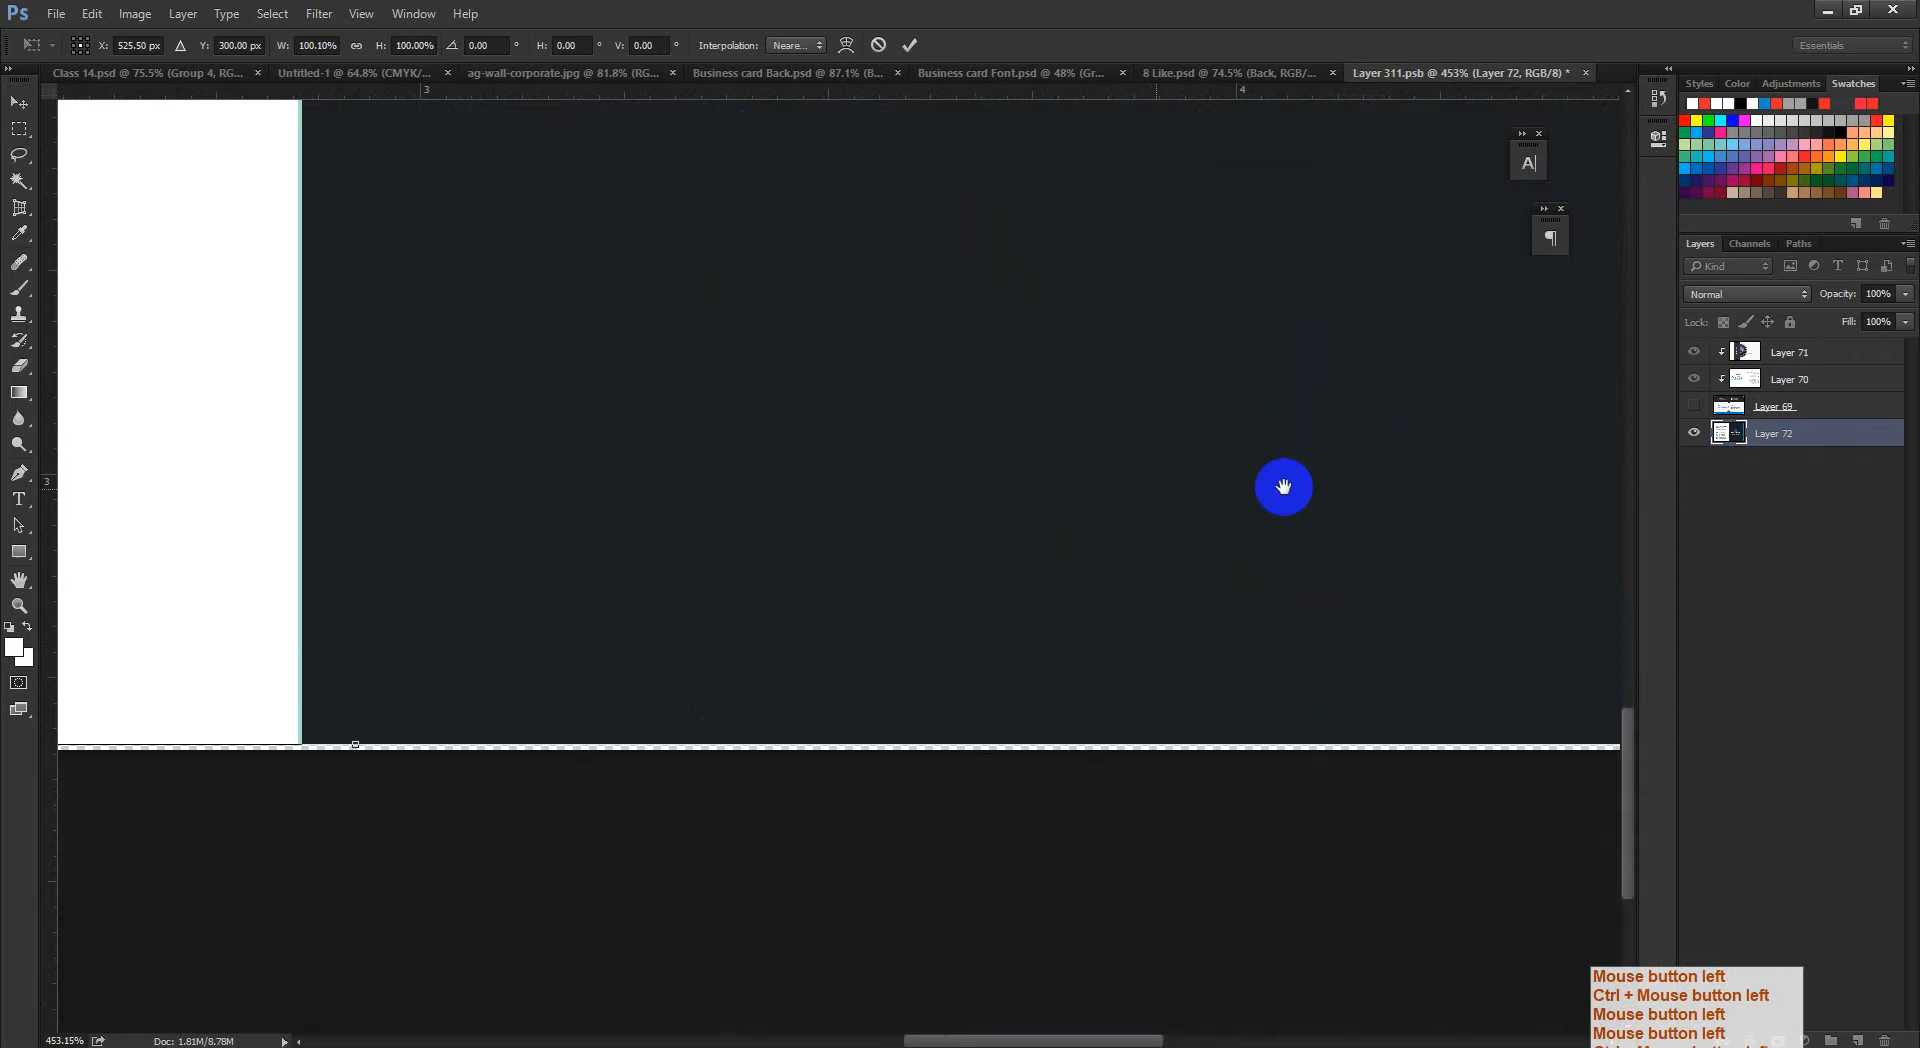 Ps File Edit Image Layer Type Select Filter View Window Help
X: 525.50 px Y: 300.00 px W: 100.10% H: 100.00% 0.00 ° H: 0.00 ° V: 0.00 ° Interpolation: Neare... Essentials
Class 14.psd @ 75.5% (Group 4, RG... × Untitled-1 @ 64.8% (CMYK/... × ag-wall-corporate.jpg @ 81.8% (RG... × Business card Back.psd @ 87.1% (B... × Business card Font.psd @ 48% (Gr... × 8 Like.psd @ 74.5% (Back, RG/B/... × Layer 311.psb @ 453% (Layer 72, RGB/8) * ×
Styles Color Adjustments Swatches
3 4
A
¶
3
Layers Channels Paths
Kind T
Normal Opacity: 100%
Lock: Fill: 100%
Layer 71
Layer 70
Layer 69
Layer 72
T
Mouse button left
Ctrl + Mouse button left
Mouse button left
Mouse button left
453.15% Doc: 1.81M/8.78M